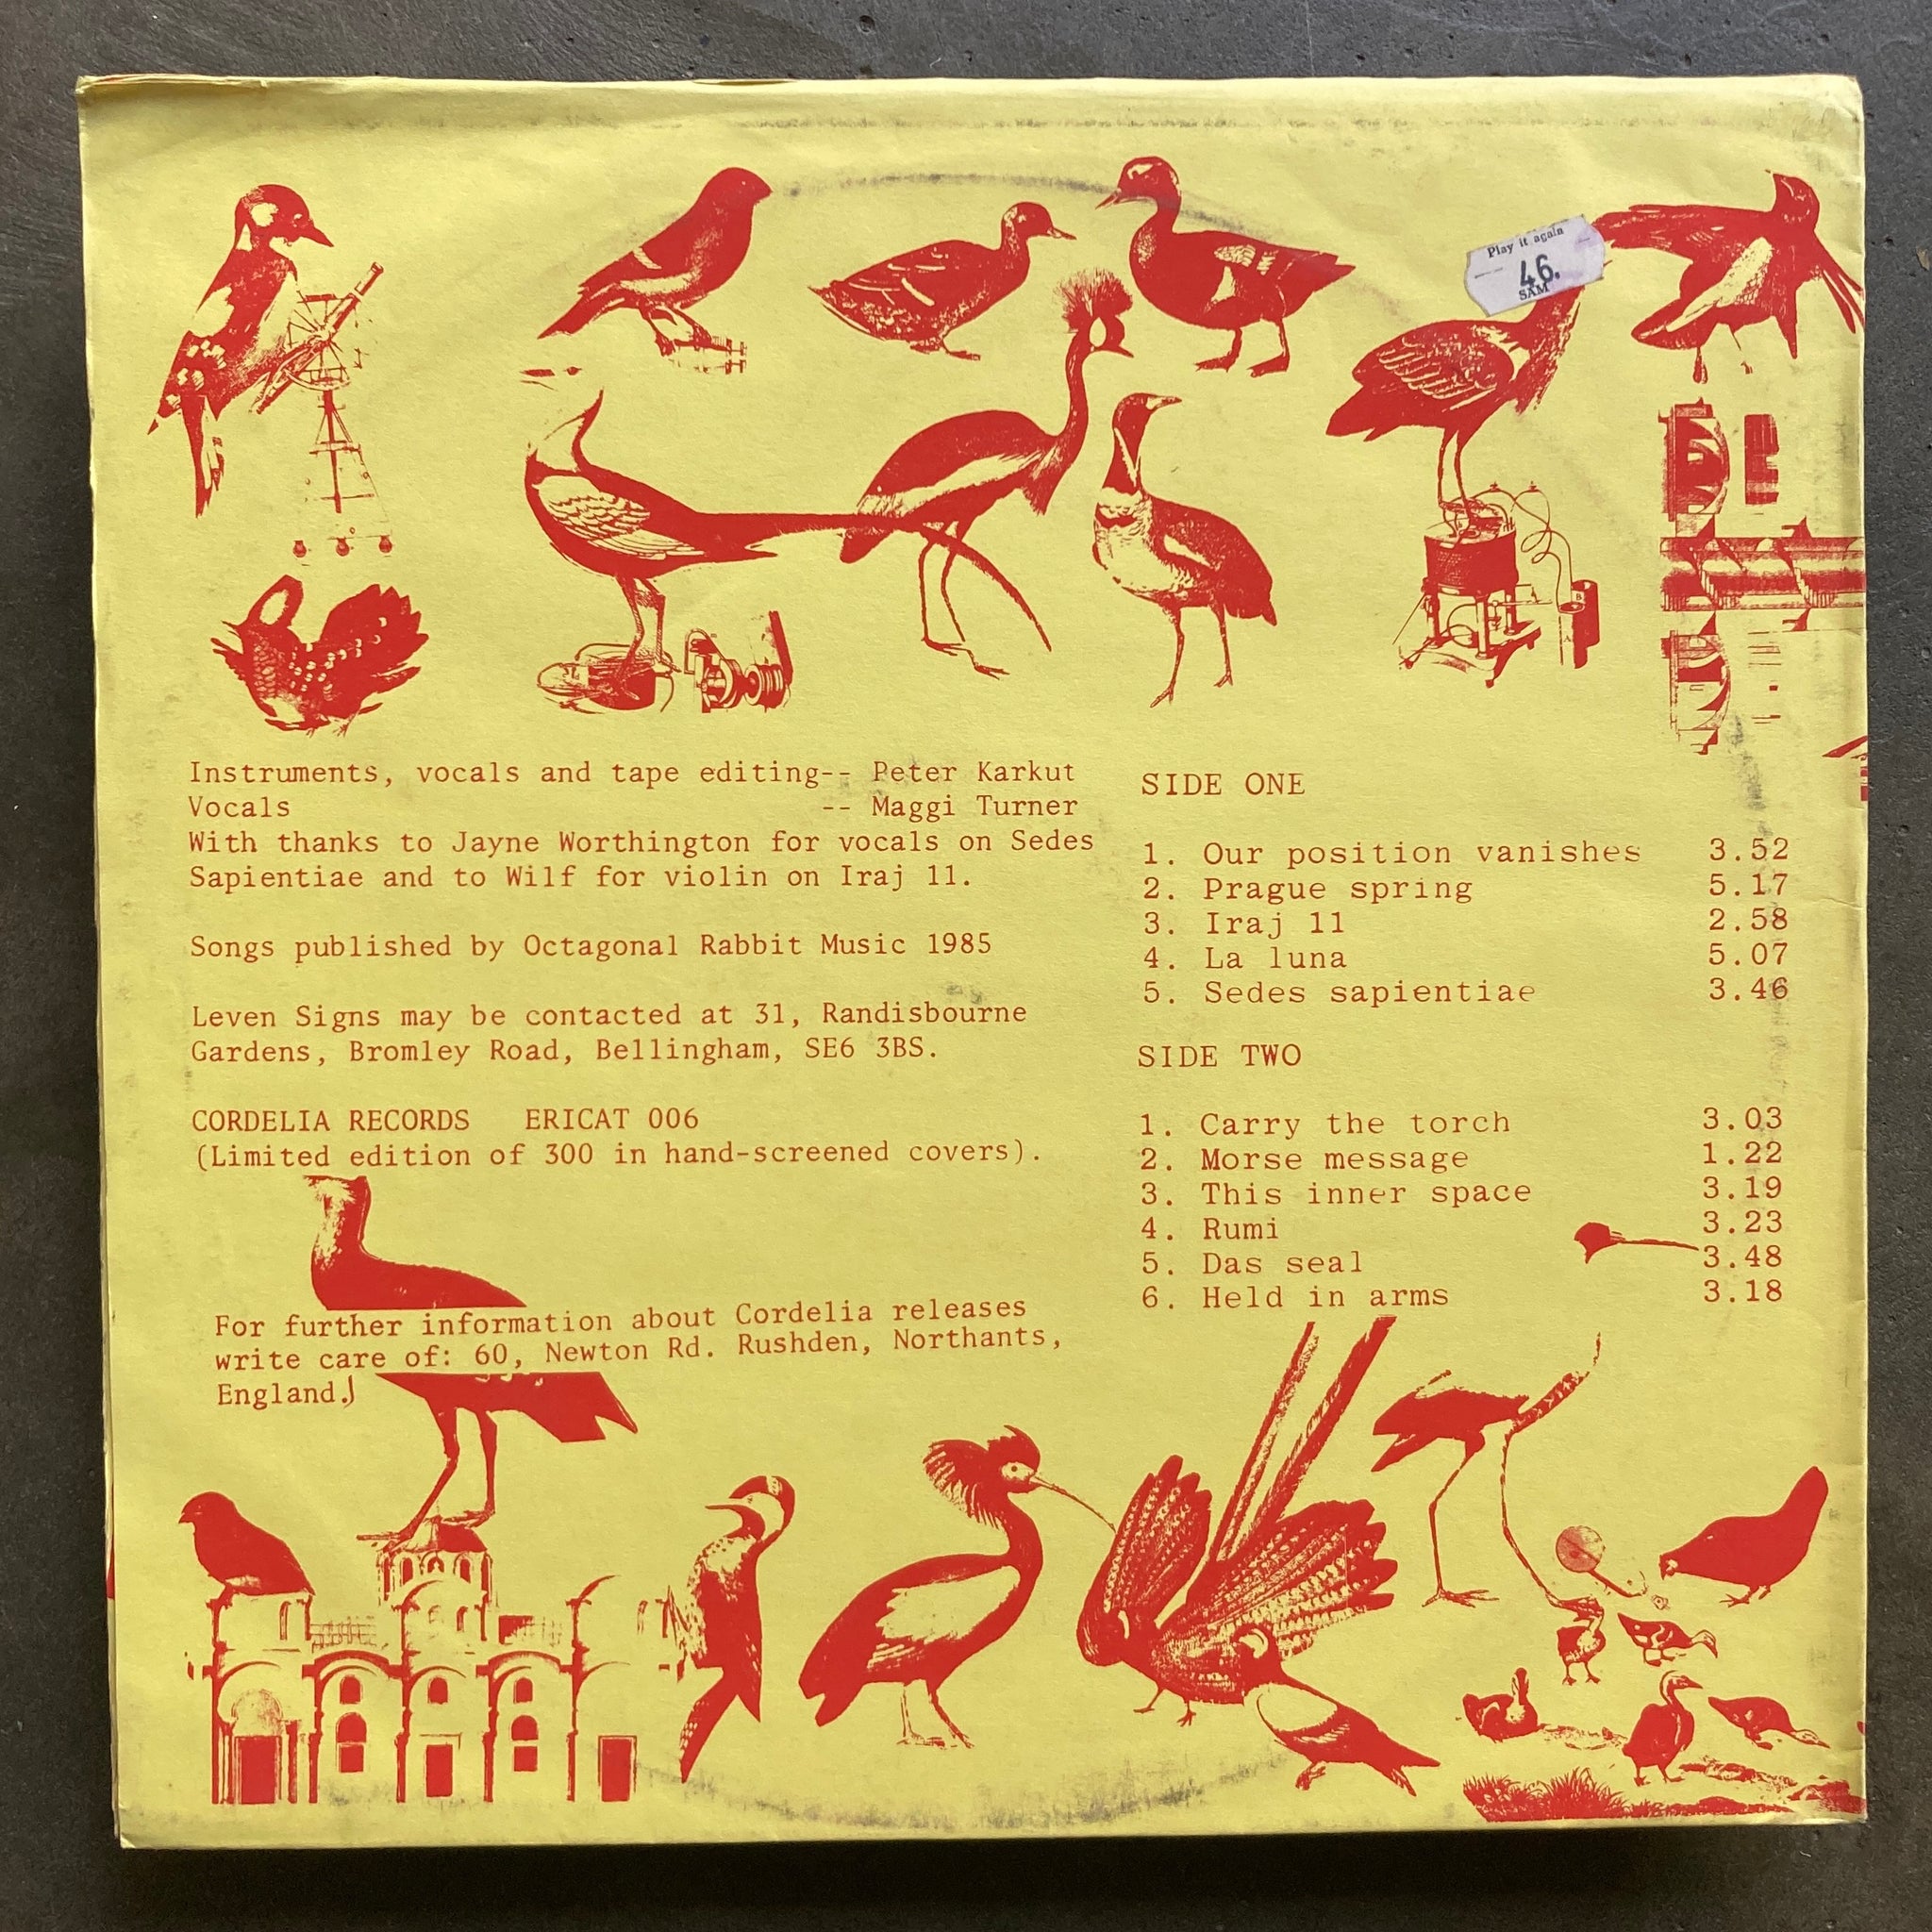 Play it again
46.
SAM
Instruments, vocals and tape editing-- Peter Karkut
Vocals -- Maggi Turner
With thanks to Jayne Worthington for vocals on Sedes
Sapientiae and to Wilf for violin on Iraj 11.
Songs published by Octagonal Rabbit Music 1985
Leven Signs may be contacted at 31, Randisbourne
Gardens, Bromley Road, Bellingham, SE6 3BS.
CORDELIA RECORDS ERICAT 006
(Limited edition of 300 in hand-screened covers).
For further information about Cordelia releases
write care of: 60, Newton Rd. Rushden, Northants,
England.
SIDE ONE
1. Our position vanishes 3.52
2. Prague spring 5.17
3. Iraj 11 2.58
4. La luna 5.07
5. Sedes sapientiae 3.46
SIDE TWO
1. Carry the torch 3.03
2. Morse message 1.22
3. This inner space 3.19
4. Rumi 3.23
5. Das seal 3.48
6. Held in arms 3.18